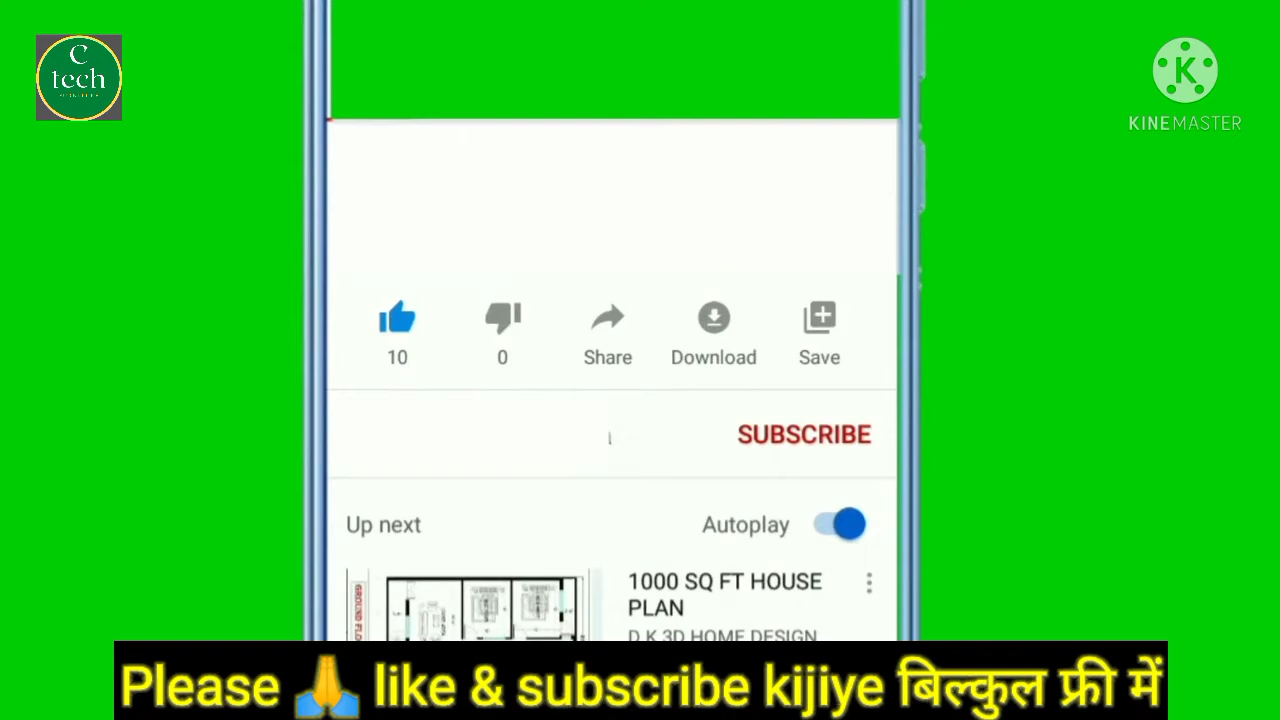 C
tech
KINEMASTER
10
0
Share
Download
Save
SUBSCRIBE
Up next
Autoplay
1000 SQ FT HOUSE
PLAN
D K 3D HOME DESIGN
Please 🙏 like & subscribe kijiye बिल्कुल फ्री में